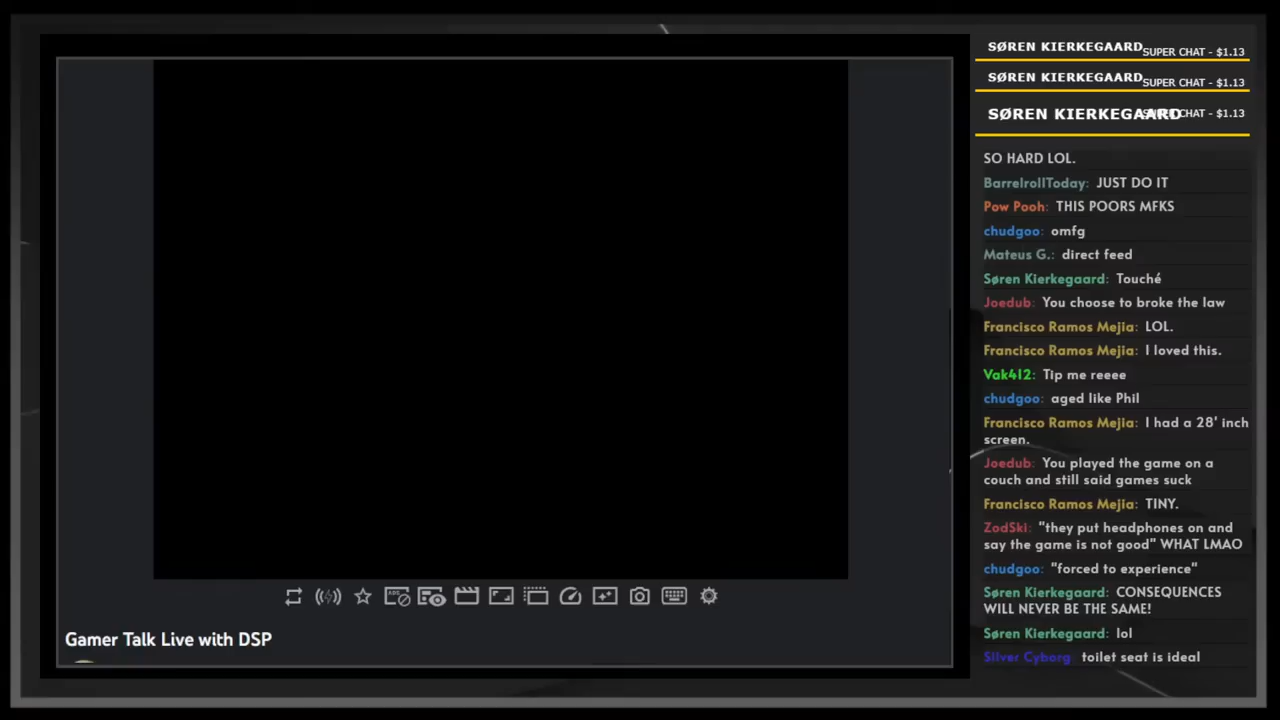 SØREN KIERKEGAARD SUPER CHAT - $1.13
SØREN KIERKEGAARD SUPER CHAT - $1.13
SØREN KIERKEGAARD SUPER CHAT - $1.13
SO HARD LOL.
BarrelrollToday: JUST DO IT
Pow Pooh: THIS POORS MFKS
chudgoo: omfg
Mateus G.: direct feed
Søren Kierkegaard: Touché
Joedub: You choose to broke the law
Francisco Ramos Mejia: LOL.
Francisco Ramos Mejia: I loved this.
Vak412: Tip me reeee
chudgoo: aged like Phil
Francisco Ramos Mejia: I had a 28' inch
screen.
Joedub: You played the game on a
couch and still said games suck
Francisco Ramos Mejia: TINY.
ZodSki: "they put headphones on and
say the game is not good" WHAT LMAO
chudgoo: "forced to experience"
Søren Kierkegaard: CONSEQUENCES
WILL NEVER BE THE SAME!
Søren Kierkegaard: lol
Silver Cyborg: toilet seat is ideal
Gamer Talk Live with DSP